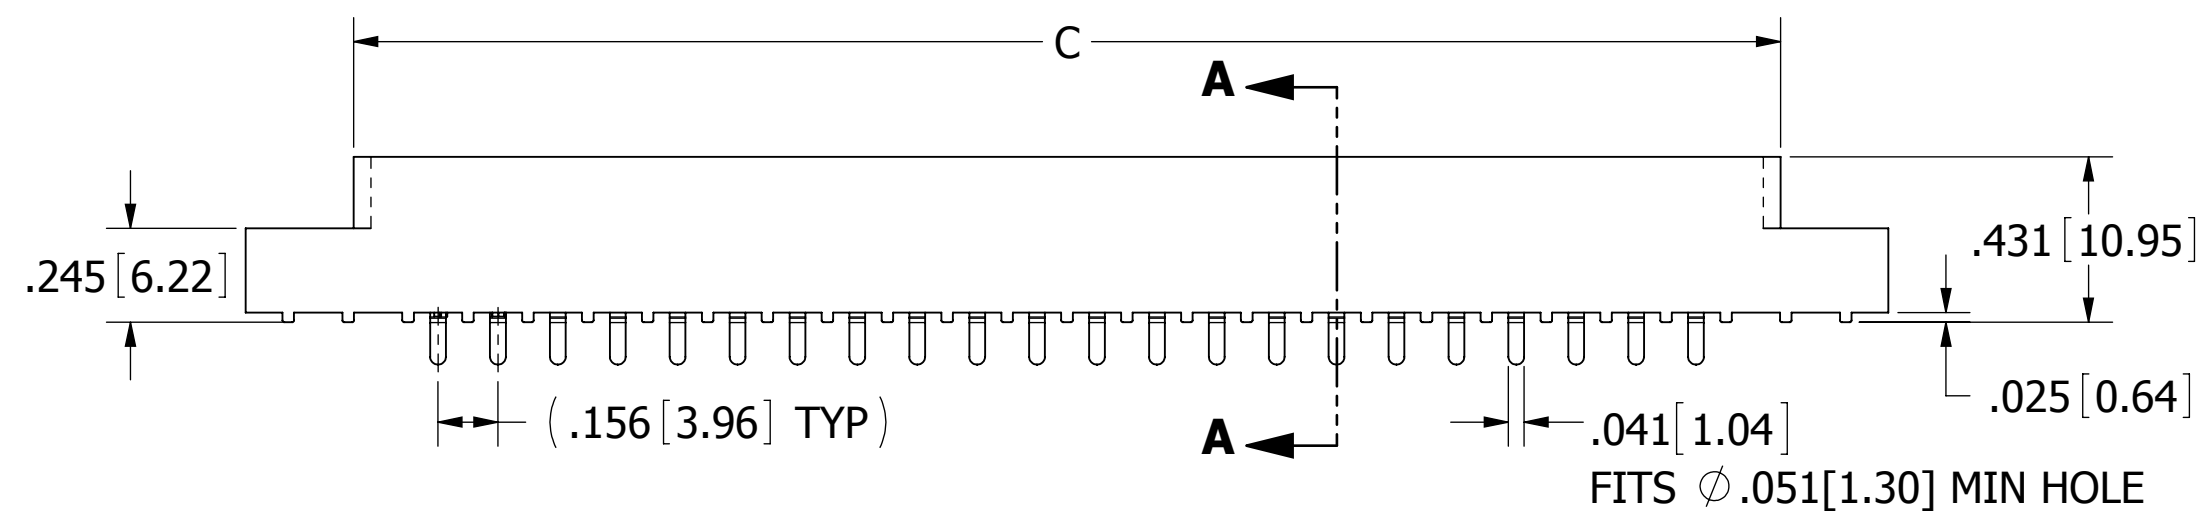 C
A
.431[10.95]
.245[6.22]
.025[0.64]
(.156[3.96] TYP)
A
.041[1.04]
FITS ∅.051[1.30] MIN HOLE